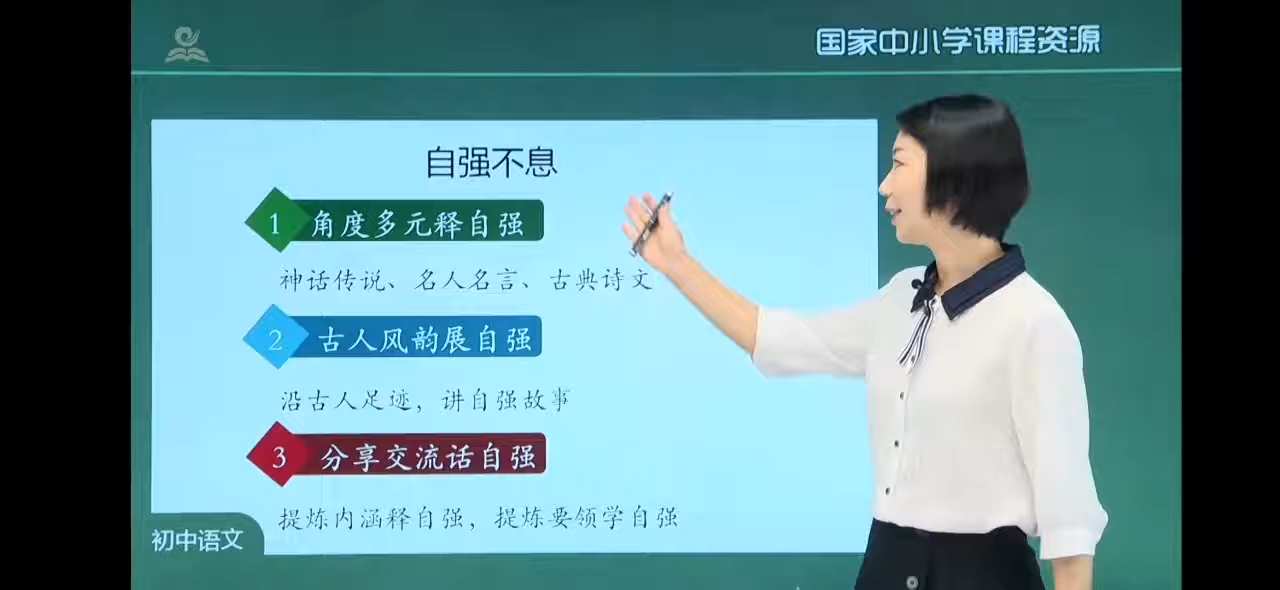 国家中小学课程资源
自强不息
1 角度多元释自强
神话传说、名人名言、古典诗文
2 古人风韵展自强
沿古人足迹，讲自强故事
3 分享交流话自强
提炼内涵释自强，提炼要领学自强
初中语文